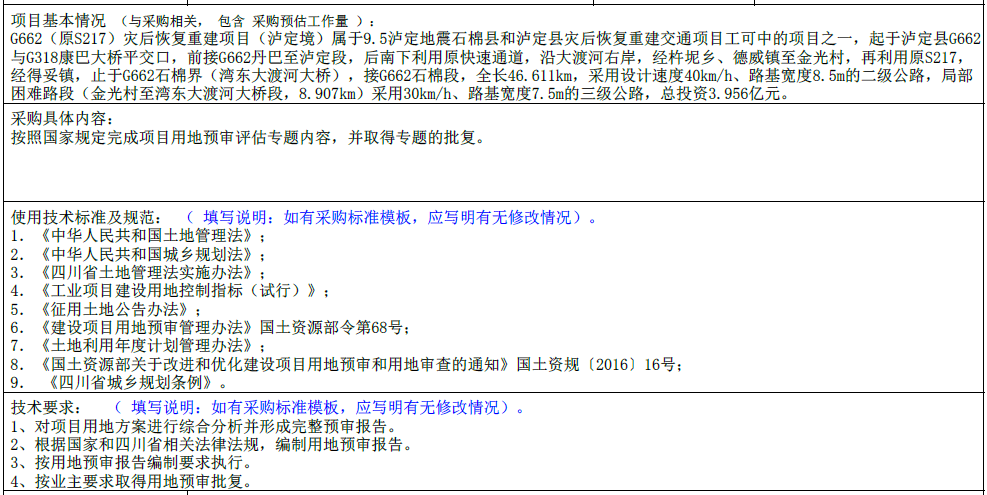 项目基本情况 （与采购相关， 包含 采购预估工作量 ）：
G662（原S217）灾后恢复重建项目（泸定境）属于9.5泸定地震石棉县和泸定县灾后恢复重建交通项目工可中的项目之一，起于泸定县G662
与G318康巴大桥平交口，前接G662丹巴至泸定段，后南下利用原快速通道，沿大渡河右岸，经杵坭乡、德威镇至金光村，再利用原S217，
经得妥镇，止于G662石棉界（湾东大渡河大桥），接G662石棉段，全长46.611km，采用设计速度40km/h、路基宽度8.5m的二级公路，局部
困难路段（金光村至湾东大渡河大桥段，8.907km）采用30km/h、路基宽度7.5m的三级公路，总投资3.956亿元。
采购具体内容：
按照国家规定完成项目用地预审评估专题内容，并取得专题的批复。
使用技术标准及规范： （ 填写说明：如有采购标准模板，应写明有无修改情况）。
1．《中华人民共和国土地管理法》；
2．《中华人民共和国城乡规划法》；
3．《四川省土地管理法实施办法》；
4．《工业项目建设用地控制指标（试行）》；
5．《征用土地公告办法》；
6．《建设项目用地预审管理办法》国土资源部令第68号；
7．《土地利用年度计划管理办法》；
8．《国土资源部关于改进和优化建设项目用地预审和用地审查的通知》国土资规〔2016〕16号；
9． 《四川省城乡规划条例》。
技术要求： （ 填写说明：如有采购标准模板，应写明有无修改情况）。
1、对项目用地方案进行综合分析并形成完整预审报告。
2、根据国家和四川省相关法律法规，编制用地预审报告。
3、按用地预审报告编制要求执行。
4、按业主要求取得用地预审批复。